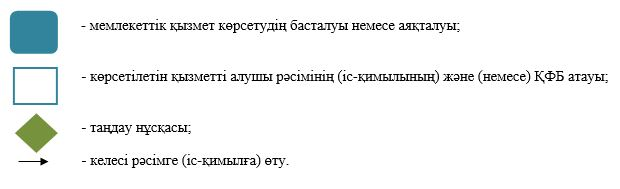 - мемлекеттік қызмет көрсетудің басталуы немесе аяқталуы;
- көрсетілетін қызметті алушы рәсімінің (іс-қимылының) және (немесе) ҚФБ атауы;
- таңдау нұсқасы;
- келесі рәсімге (іс-қимылға) өту.